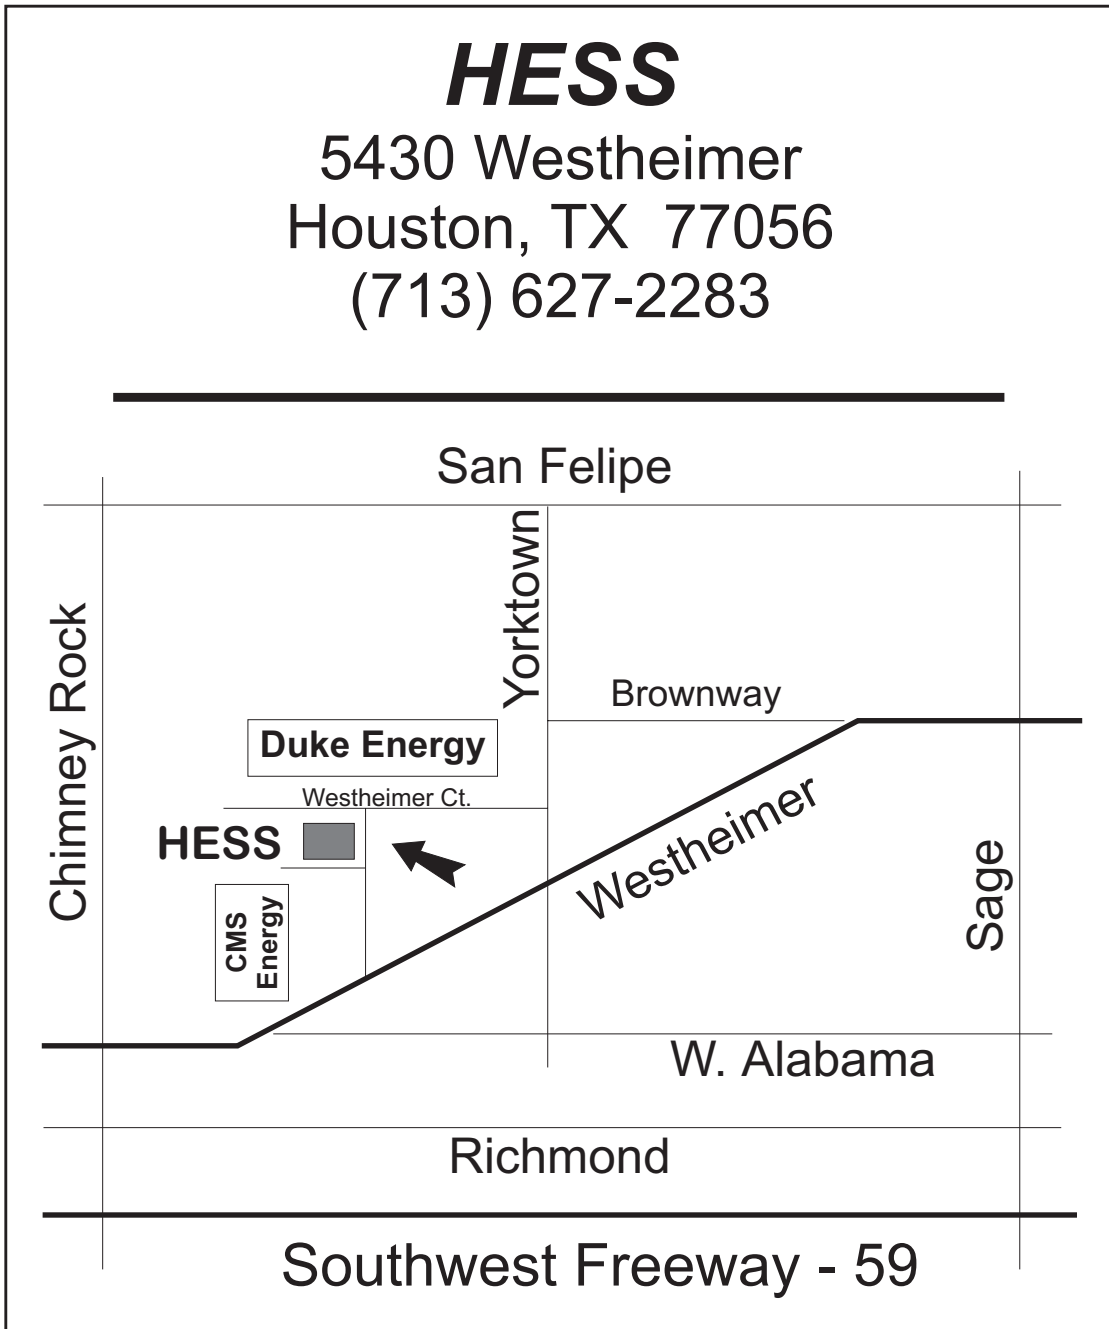 HESS
5430 Westheimer
Houston, TX 77056
(713) 627-2283
San Felipe
Yorktown
Chimney Rock
Brownway
Duke Energy
Westheimer Ct.
HESS
Westheimer
Sage
CMS
Energy
W. Alabama
Richmond
Southwest Freeway - 59